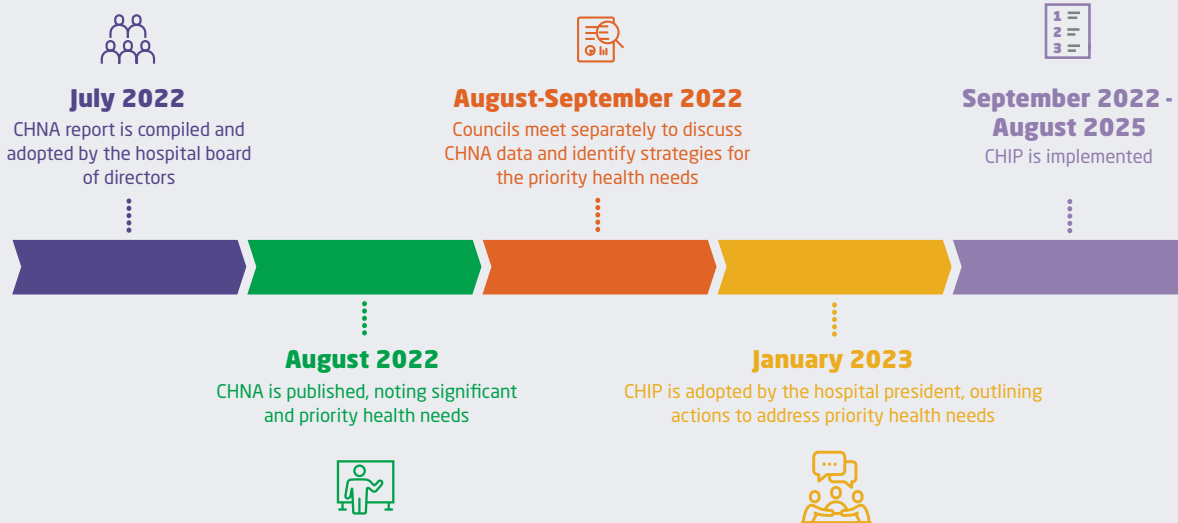 July 2022
CHNA report is compiled and
adopted by the hospital board
of directors
August 2022
CHNA is published, noting significant
and priority health needs
August-September 2022
Councils meet separately to discuss
CHNA data and identify strategies for
the priority health needs
January 2023
CHIP is adopted by the hospital president, outlining
actions to address priority health needs
1
2
3
September 2022 -
August 2025
CHIP is implemented